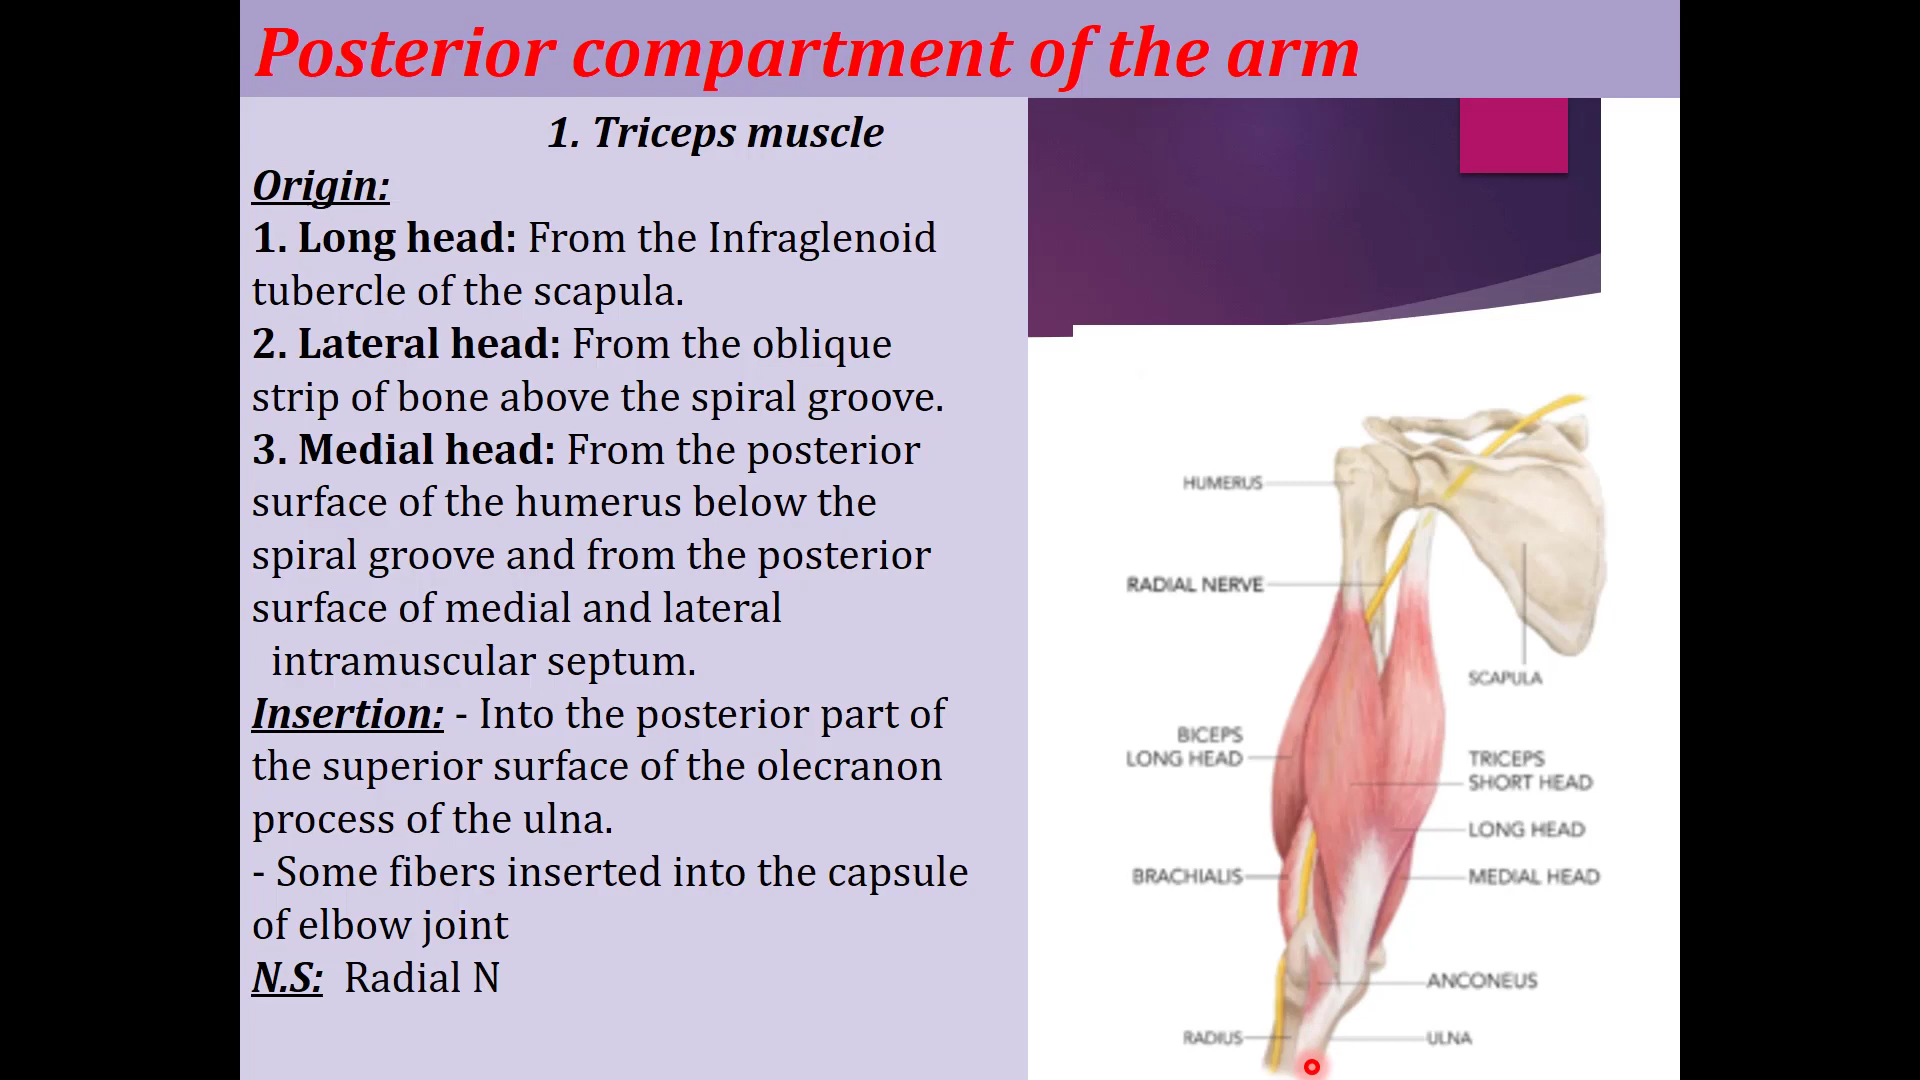 Posterior compartment of the arm
1. Triceps muscle
Origin:
1. Long head: From the Infraglenoid
tubercle of the scapula.
2. Lateral head: From the oblique
strip of bone above the spiral groove.
3. Medial head: From the posterior
surface of the humerus below the
spiral groove and from the posterior
surface of medial and lateral
intramuscular septum.
Insertion: - Into the posterior part of
the superior surface of the olecranon
process of the ulna.
- Some fibers inserted into the capsule
of elbow joint
N.S: Radial N
HUMERUS
RADIAL NERVE
SCAPULA
BICEPS
LONG HEAD
TRICEPS
SHORT HEAD
LONG HEAD
BRACHIALIS
MEDIAL HEAD
ANCONEUS
RADIUS
ULNA